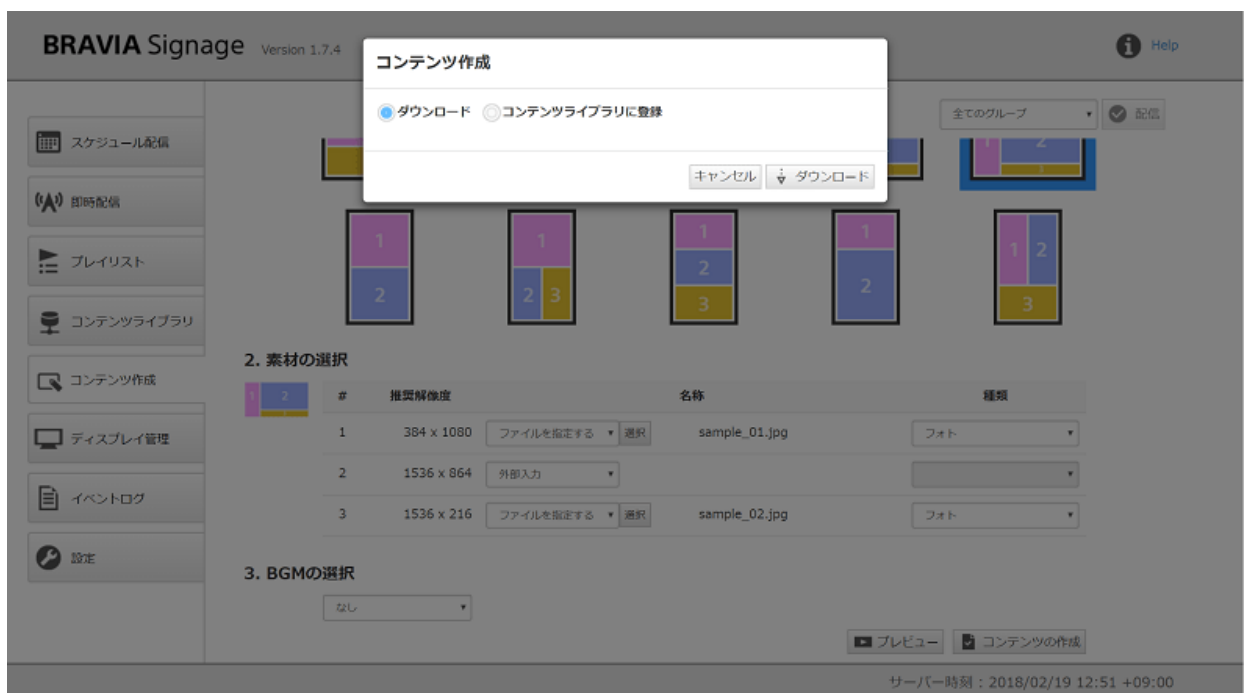 BRAVIA Signage Version 1.7.4
Help
コンテンツ作成
ダウンロード コンテンツライブラリに登録
キャンセル ダウンロード
全てのグループ 配信
スケジュール配信
即時配信
プレイリスト
コンテンツライブラリ
コンテンツ作成
ディスプレイ管理
イベントログ
設定
1 2 3
1 2
1 2 3
1 2 3
1 2
1 2 3
2. 素材の選択
1 2 3
# 推奨解像度 名称 種類
1 384 x 1080 ファイルを指定する 選択 sample_01.jpg フォト
2 1536 x 864 外部入力
3 1536 x 216 ファイルを指定する 選択 sample_02.jpg フォト
3. BGMの選択
なし
プレビュー コンテンツの作成
サーバー時刻 : 2018/02/19 12:51 +09:00